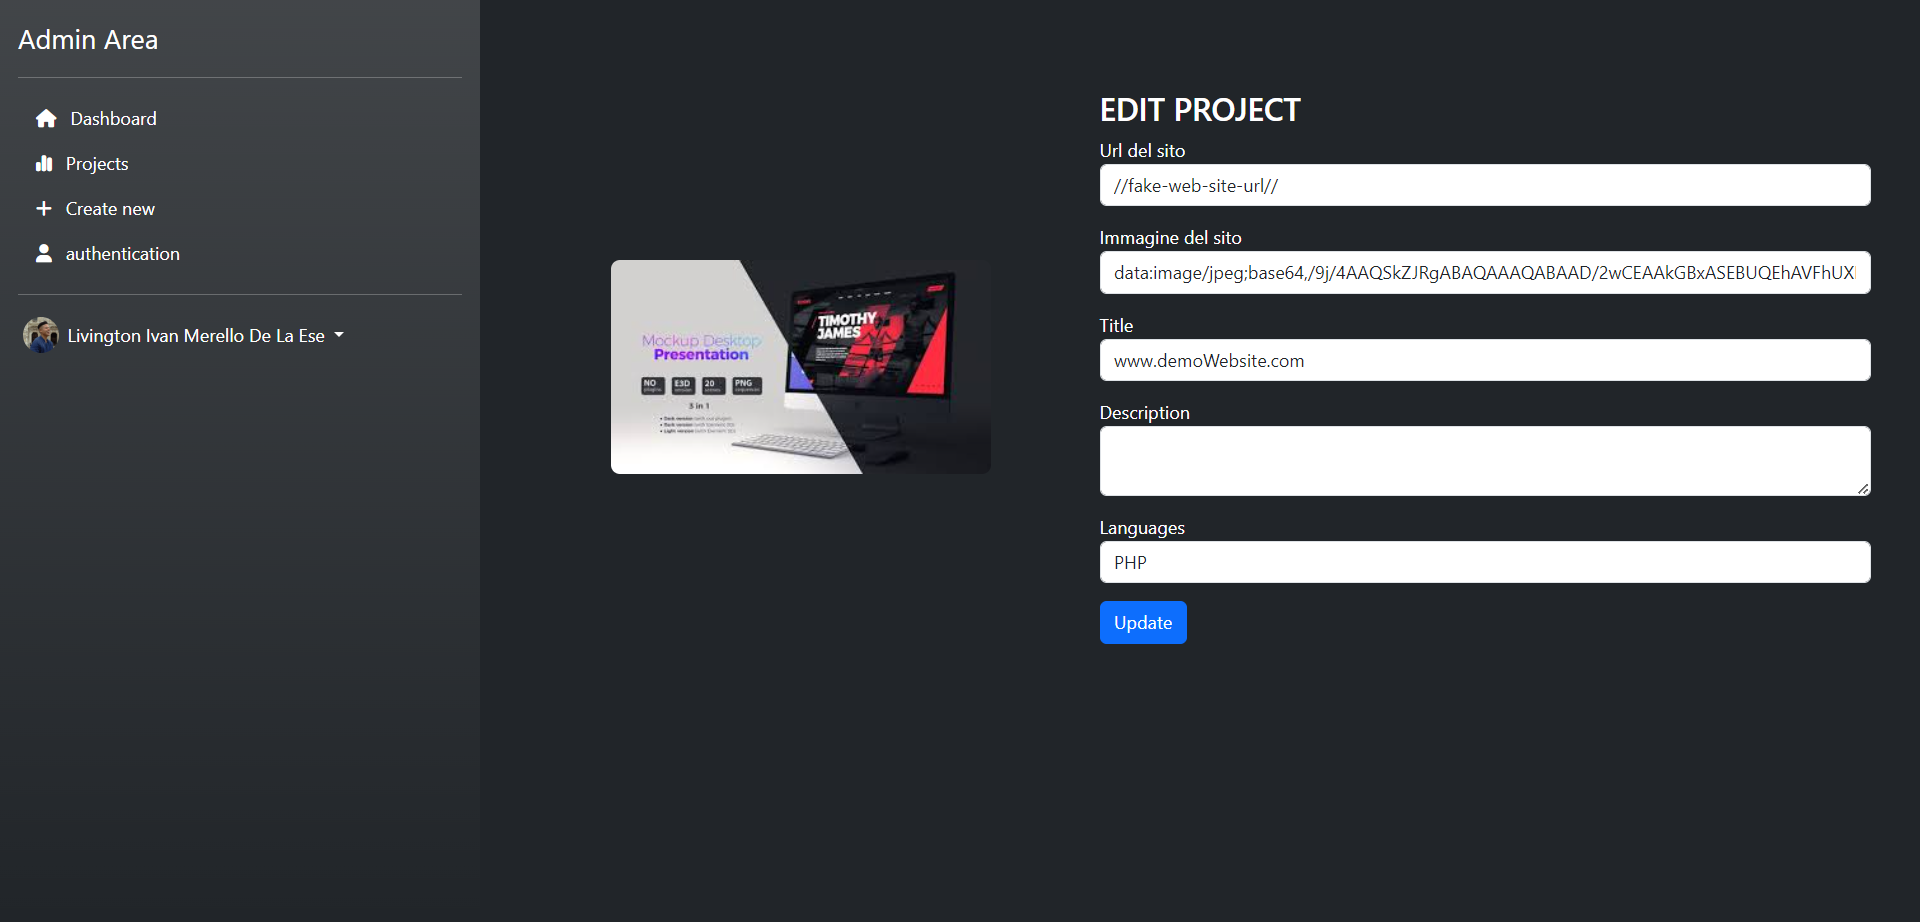 Admin Area
Dashboard
Projects
Create new
authentication
Livington Ivan Merello De La Ese
Mockup Desktop
Presentation
NO
E3D
20
PNG
3 in 1
TIMOTHY
JAMES
EDIT PROJECT
Url del sito
//fake-web-site-url//
Immagine del sito
data:image/jpeg;base64,/9j/4AAQSkZJRgABAQAAAQABAAD/2wCEAAkGBxASEBUQEhAVFhUX
Title
www.demoWebsite.com
Description
Languages
PHP
Update